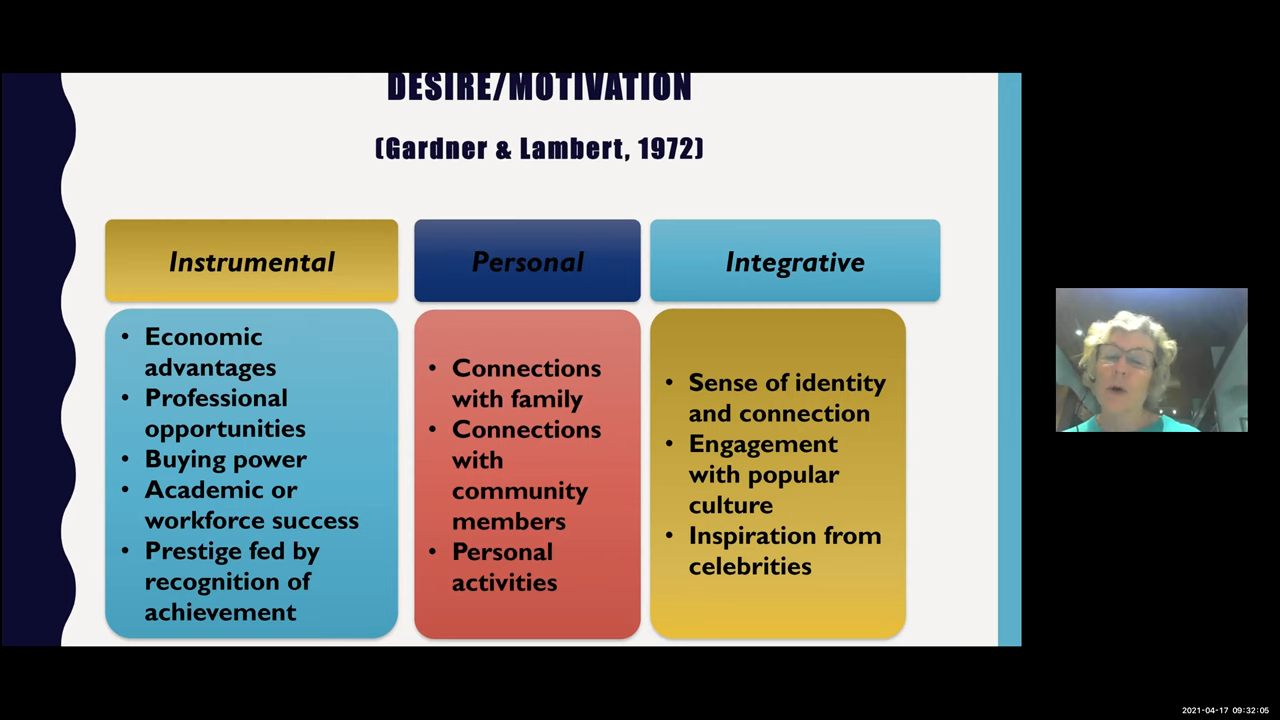 DESIRE/MOTIVATION
(Gardner & Lambert, 1972)
Instrumental
• Economic
advantages
• Professional
opportunities
• Buying power
• Academic or
workforce success
• Prestige fed by
recognition of
achievement
Personal
• Connections
with family
• Connections
with
community
members
• Personal
activities
Integrative
• Sense of identity
and connection
• Engagement
with popular
culture
• Inspiration from
celebrities
2021-04-17 09:32:05